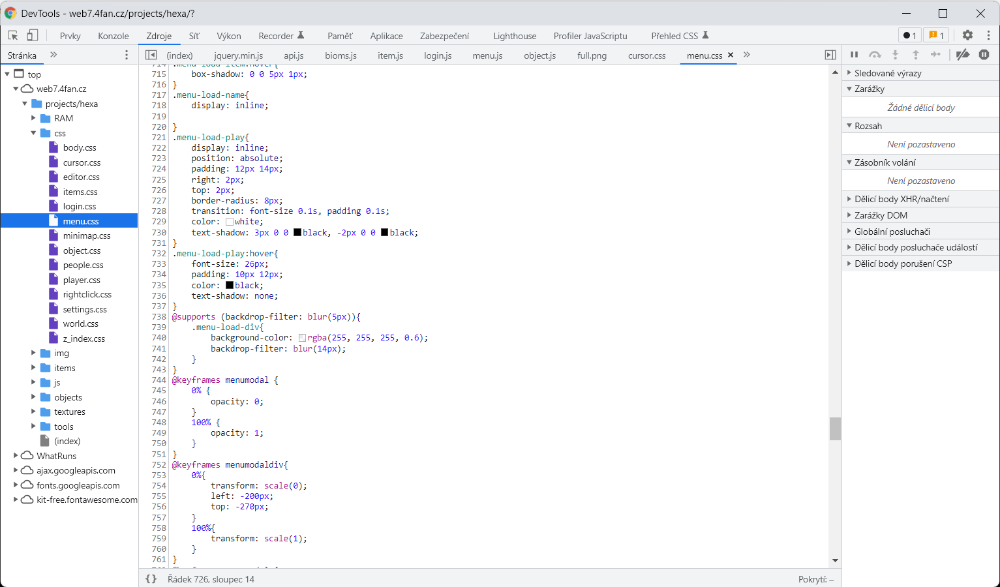 DevTools - web7.4fan.cz/projects/hexa/?
Prvky Konzole Zdroje Síť Výkon Recorder Paměť Aplikace Zabezpečení Lighthouse Profiler JavaScriptu Přehled CSS 1 1
Stránka » (index) jquery.min.js api.js bioms.js item.js login.js menu.js object.js full.png cursor.css menu.css × »
top
web7.4fan.cz
projects/hexa
RAM
css
body.css
cursor.css
editor.css
items.css
login.css
menu.css
minimap.css
object.css
people.css
player.css
rightclick.css
settings.css
world.css
z_index.css
img
items
js
objects
textures
tools
(index)
WhatRuns
ajax.googleapis.com
fonts.googleapis.com
kit-free.fontawesome.com
714 .menu-load-item:hover{
715 box-shadow: 0 0 5px 1px;
716 }
717 .menu-load-name{
718 display: inline;
719
720 }
721 .menu-load-play{
722 display: inline;
723 position: absolute;
724 padding: 12px 14px;
725 right: 2px;
726 top: 2px;
727 border-radius: 8px;
728 transition: font-size 0.1s, padding 0.1s;
729 color: white;
730 text-shadow: 3px 0 0 black, -2px 0 0 black;
731 }
732 .menu-load-play:hover{
733 font-size: 26px;
734 padding: 10px 12px;
735 color: black;
736 text-shadow: none;
737 }
738 @supports (backdrop-filter: blur(5px)){
739 .menu-load-div{
740 background-color: rgba(255, 255, 255, 0.6);
741 backdrop-filter: blur(14px);
742 }
743 }
744 @keyframes menumodal {
745 0% {
746 opacity: 0;
747 }
748 100% {
749 opacity: 1;
750 }
751 }
752 @keyframes menumodaldiv{
753 0%{
754 transform: scale(0);
755 left: -200px;
756 top: -270px;
757 }
758 100%{
759 transform: scale(1);
760 }
761 }
{} Řádek 726, sloupec 14 Pokrytí: –
Sledované výrazy
Zarážky
Žádné dělicí body
Rozsah
Není pozastaveno
Zásobník volání
Není pozastaveno
Dělicí body XHR/načtení
Zarážky DOM
Globální posluchači
Dělicí body posluchače událostí
Dělicí body porušení CSP